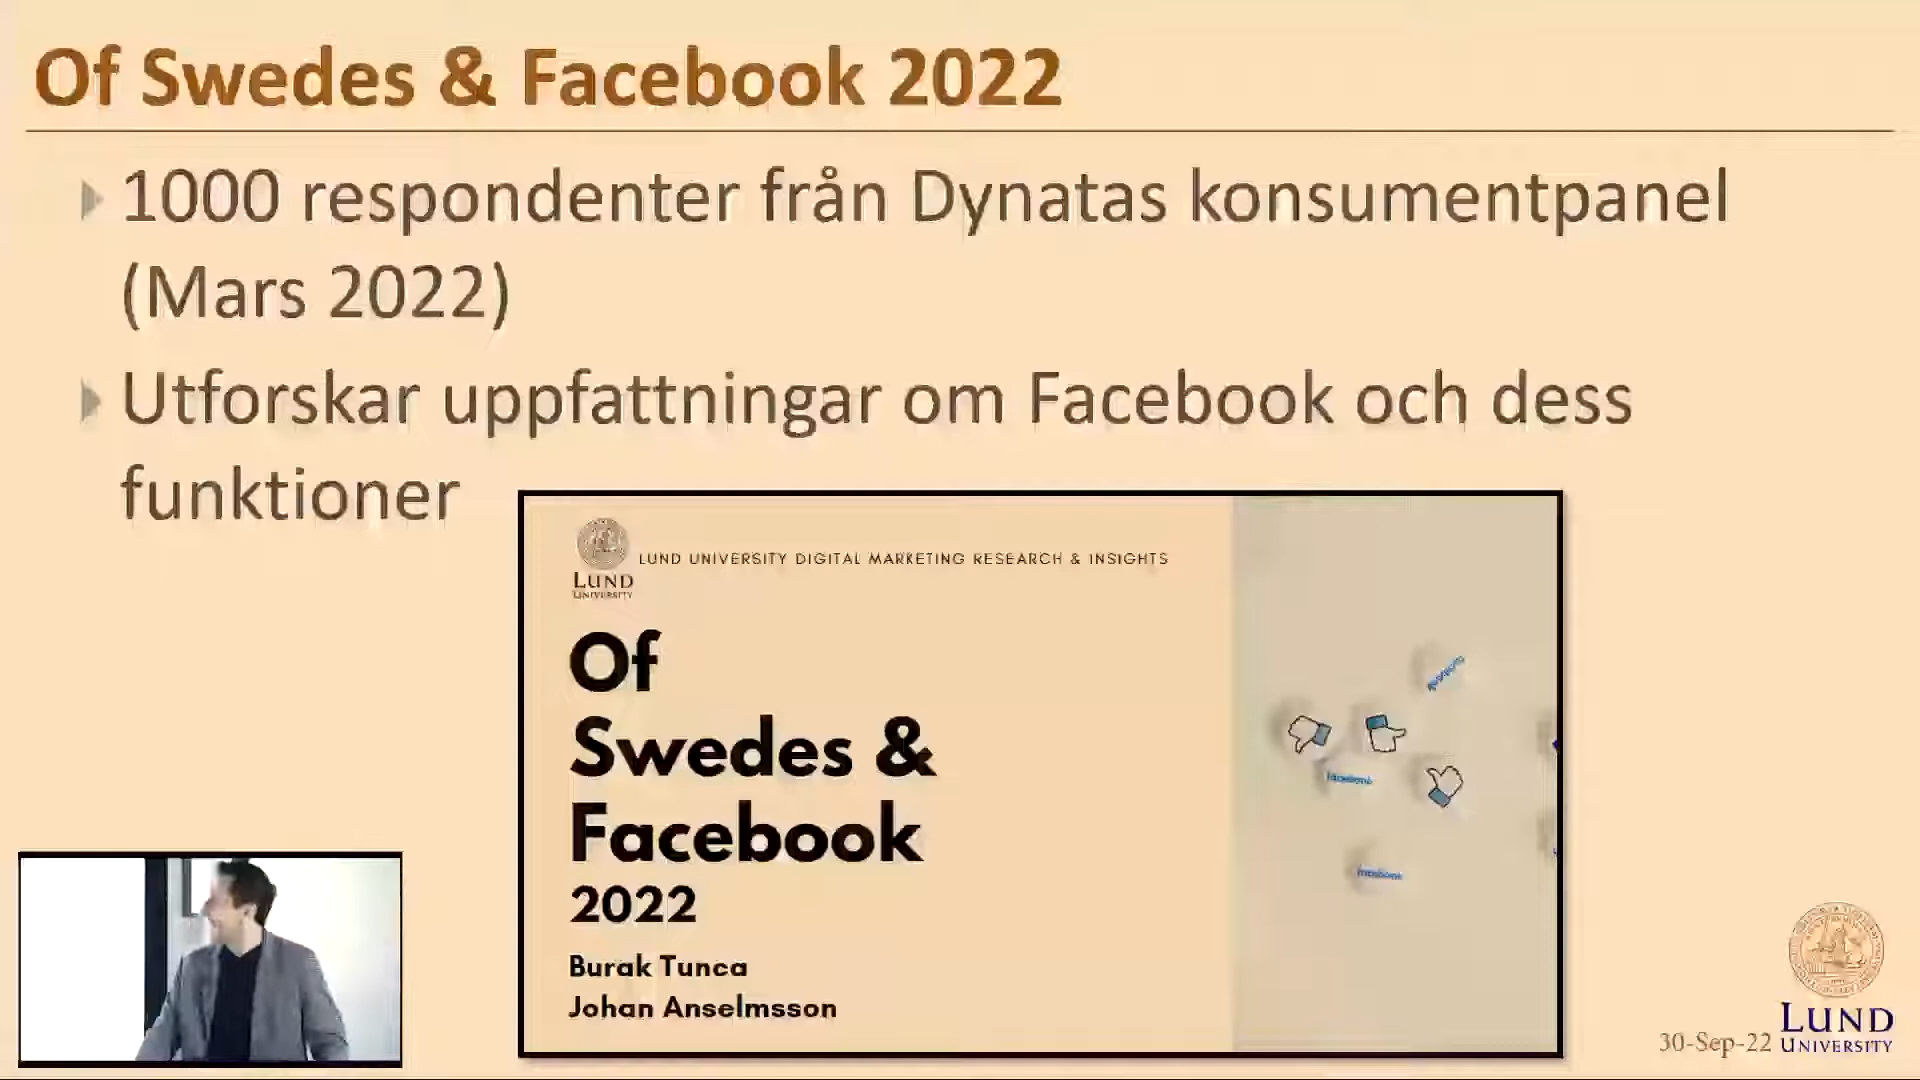 Of Swedes & Facebook 2022
1000 respondenter från Dynatas konsumentpanel
(Mars 2022)
Utforskar uppfattningar om Facebook och dess
funktioner
LUND UNIVERSITY DIGITAL MARKETING RESEARCH & INSIGHTS
LUND
UNIVERSITY
Of
Swedes &
Facebook
2022
Burak Tunca
Johan Anselmsson
facebook
facebook
30-Sep-22
LUND
UNIVERSITY